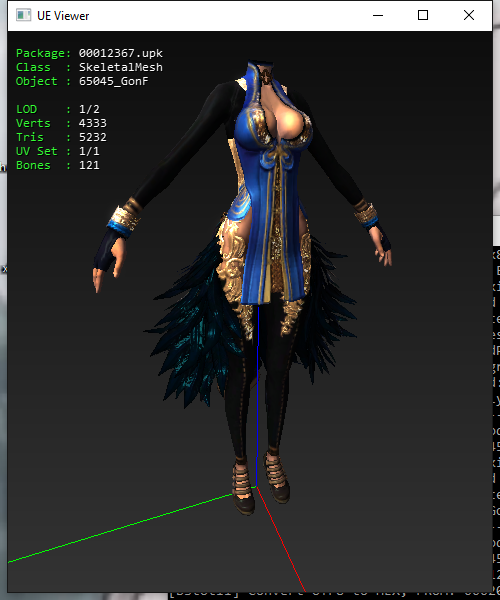 UE Viewer
Package: 00012367.upk
Class : SkeletalMesh
Object : 65045_GonF
LOD : 1/2
Verts : 4333
Tris : 5232
UV Set : 1/1
Bones : 121